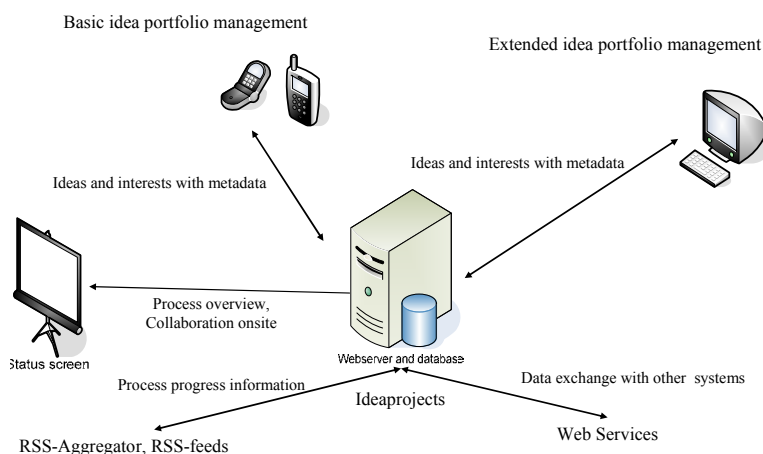 Basic idea portfolio management
Extended idea portfolio management
Ideas and interests with metadata
Ideas and interests with metadata
Process overview,
Collaboration onsite
Status screen
Webserver and database
Process progress information
Data exchange with other systems
Ideaprojects
Web Services
RSS-Aggregator, RSS-feeds